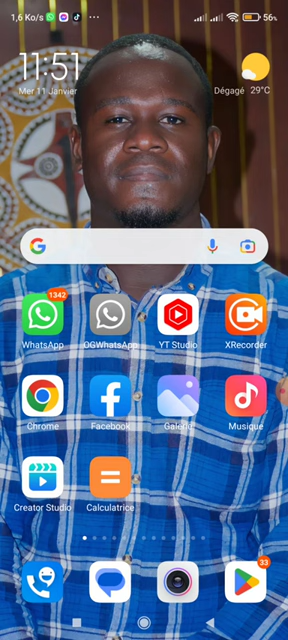 1,6 Ko/s
56%
11:51
Mer 11 Janvier
Dégagé 29°C
1342
WhatsApp OGWhatsApp YT Studio XRecorder
Chrome Facebook Galerie Musique
Creator Studio Calculatrice
33